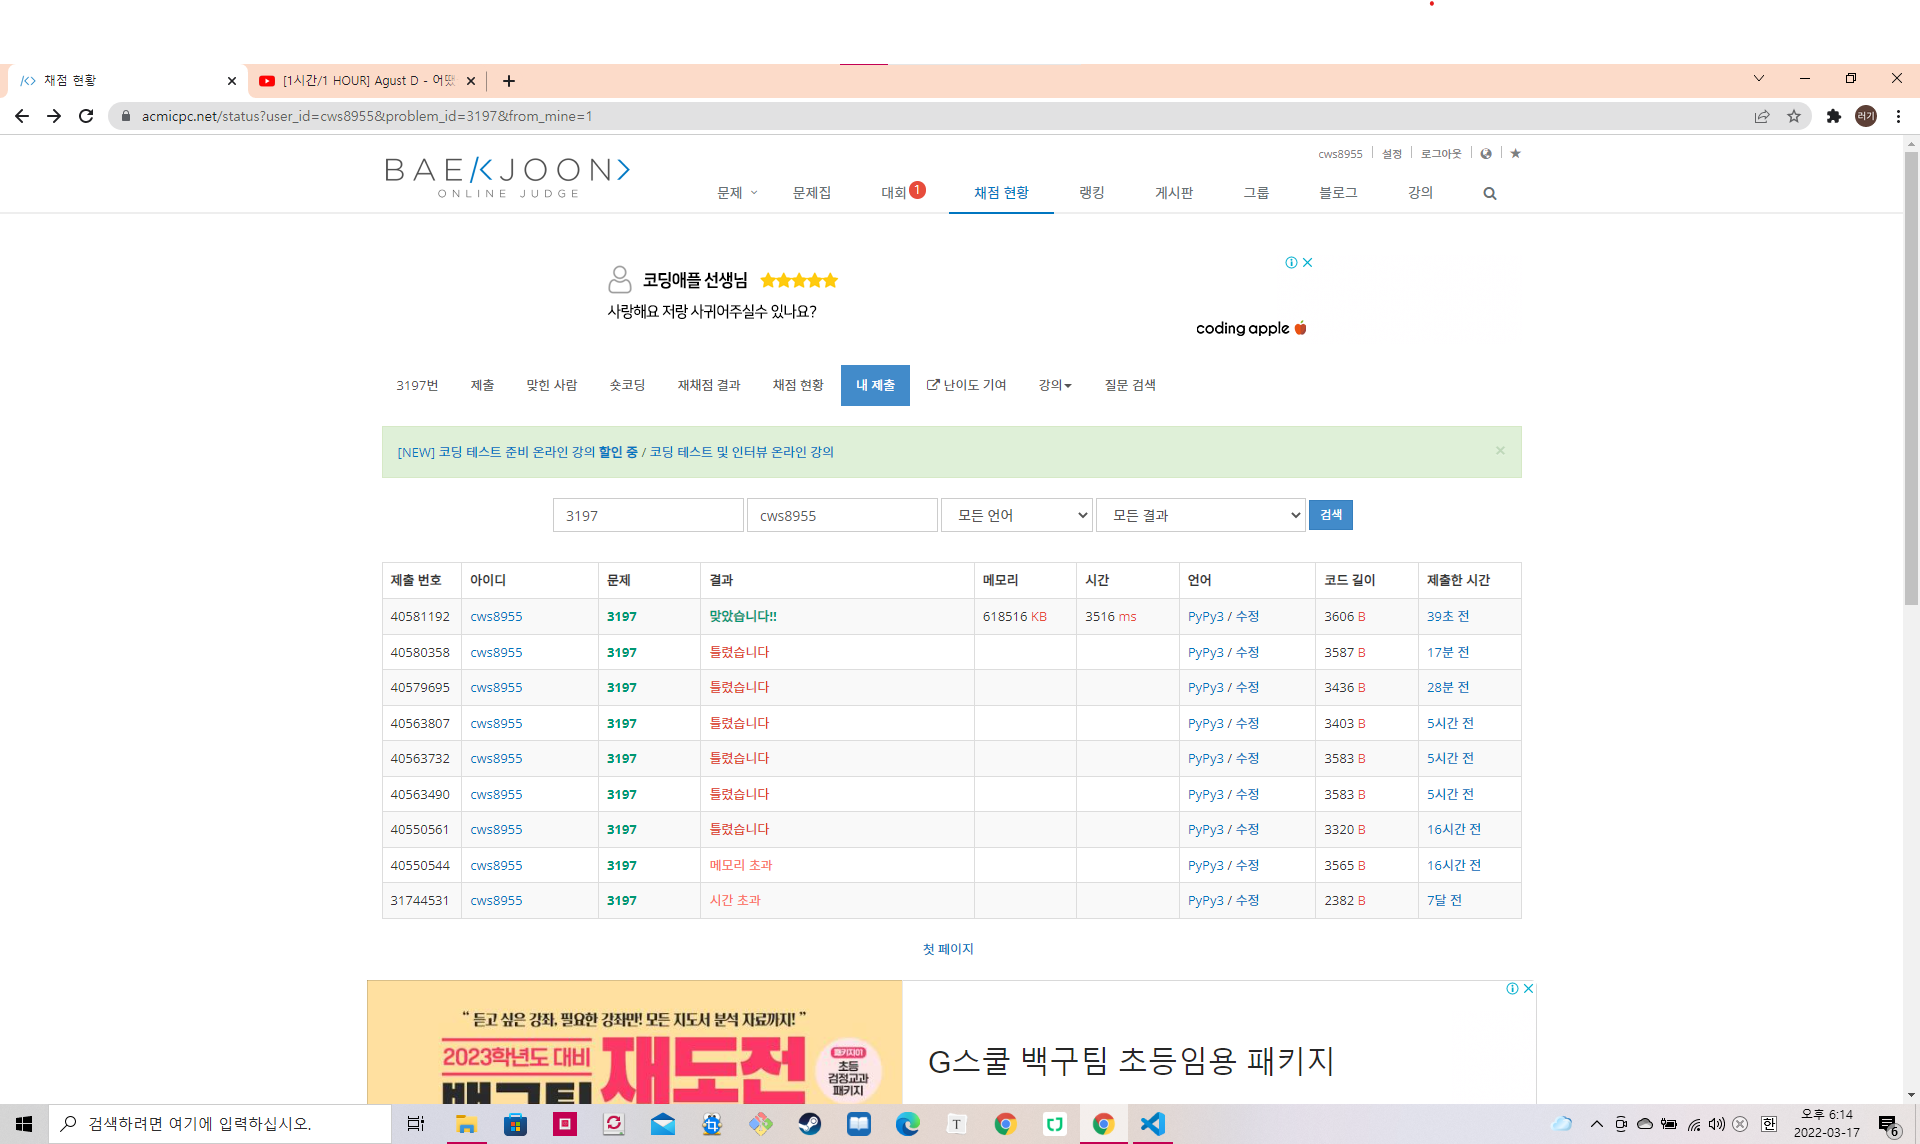 채점 현황
[1시간/1 HOUR] Agust D - 어땠
acmicpc.net/status?user_id=cws8955&problem_id=3197&from_mine=1
러기
cws8955 설정 로그아웃
BAEKJOON
ONLINE JUDGE
문제 문제집 대회 1 채점 현황 랭킹 게시판 그룹 블로그 강의
코딩애플 선생님
사랑해요 저랑 사귀어주실수 있나요?
coding apple
3197번 제출 맞힌 사람 숏코딩 재채점 결과 채점 현황 내 제출 난이도 기여 강의 질문 검색
[NEW] 코딩 테스트 준비 온라인 강의 할인 중 / 코딩 테스트 및 인터뷰 온라인 강의
×
3197 cws8955 모든 언어 모든 결과 검색
제출 번호 아이디 문제 결과 메모리 시간 언어 코드 길이 제출한 시간
40581192 cws8955 3197 맞았습니다!! 618516 KB 3516 ms PyPy3 / 수정 3606 B 39초 전
40580358 cws8955 3197 틀렸습니다 PyPy3 / 수정 3587 B 17분 전
40579695 cws8955 3197 틀렸습니다 PyPy3 / 수정 3436 B 28분 전
40563807 cws8955 3197 틀렸습니다 PyPy3 / 수정 3403 B 5시간 전
40563732 cws8955 3197 틀렸습니다 PyPy3 / 수정 3583 B 5시간 전
40563490 cws8955 3197 틀렸습니다 PyPy3 / 수정 3583 B 5시간 전
40550561 cws8955 3197 틀렸습니다 PyPy3 / 수정 3320 B 16시간 전
40550544 cws8955 3197 메모리 초과 PyPy3 / 수정 3565 B 16시간 전
31744531 cws8955 3197 시간 초과 PyPy3 / 수정 2382 B 7달 전
첫 페이지
“ 듣고 싶은 강좌, 필요한 강좌만! 모든 지도서 분석 자료까지! ”
2023학년도 대비
재도전
백구팀
패키지01
초등
검정교과
패키지
G스쿨 백구팀 초등임용 패키지
검색하려면 여기에 입력하십시오.
T
한
오후 6:14
2022-03-17
6